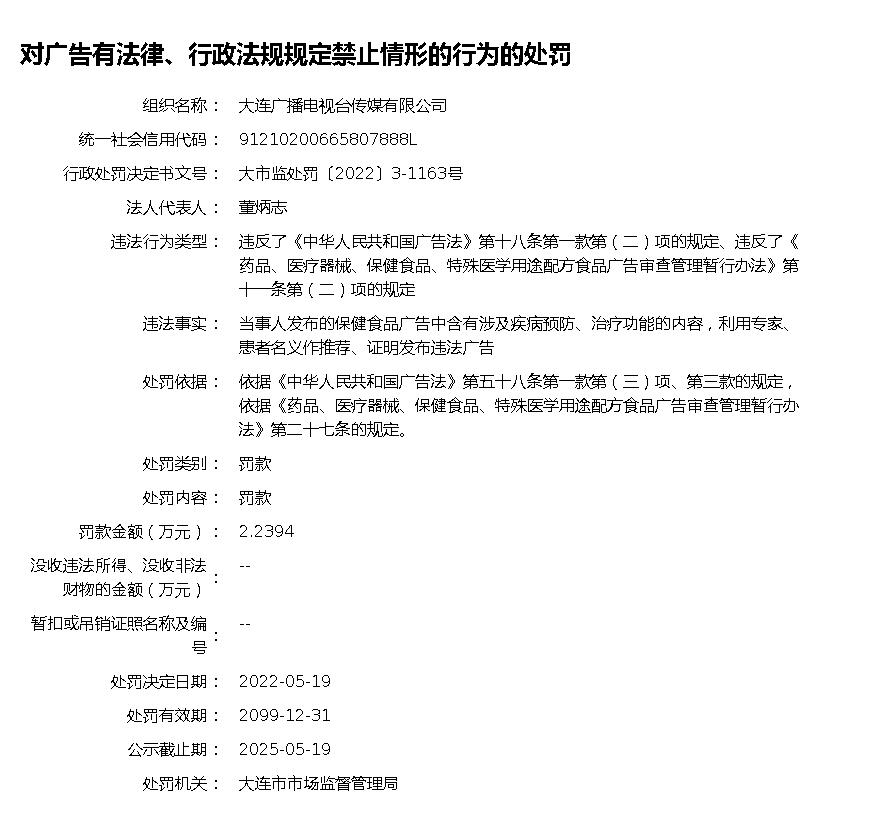 对广告有法律、行政法规规定禁止情形的行为的处罚
组织名称： 大连广播电视台传媒有限公司
统一社会信用代码： 91210200665807888L
行政处罚决定书文号： 大市监处罚〔2022〕3-1163号
法人代表人： 董炳志
违法行为类型： 违反了《中华人民共和国广告法》第十八条第一款第（二）项的规定、违反了《
药品、医疗器械、保健食品、特殊医学用途配方食品广告审查管理暂行办法》第
十一条第（二）项的规定
违法事实： 当事人发布的保健食品广告中含有涉及疾病预防、治疗功能的内容，利用专家、
患者名义作推荐、证明发布违法广告
处罚依据： 依据《中华人民共和国广告法》第五十八条第一款第（三）项、第三款的规定，
依据《药品、医疗器械、保健食品、特殊医学用途配方食品广告审查管理暂行办
法》第二十七条的规定。
处罚类别： 罚款
处罚内容： 罚款
罚款金额（万元）： 2.2394
没收违法所得、没收非法
财物的金额（万元）： --
暂扣或吊销证照名称及编
号： --
处罚决定日期： 2022-05-19
处罚有效期： 2099-12-31
公示截止期： 2025-05-19
处罚机关： 大连市市场监督管理局